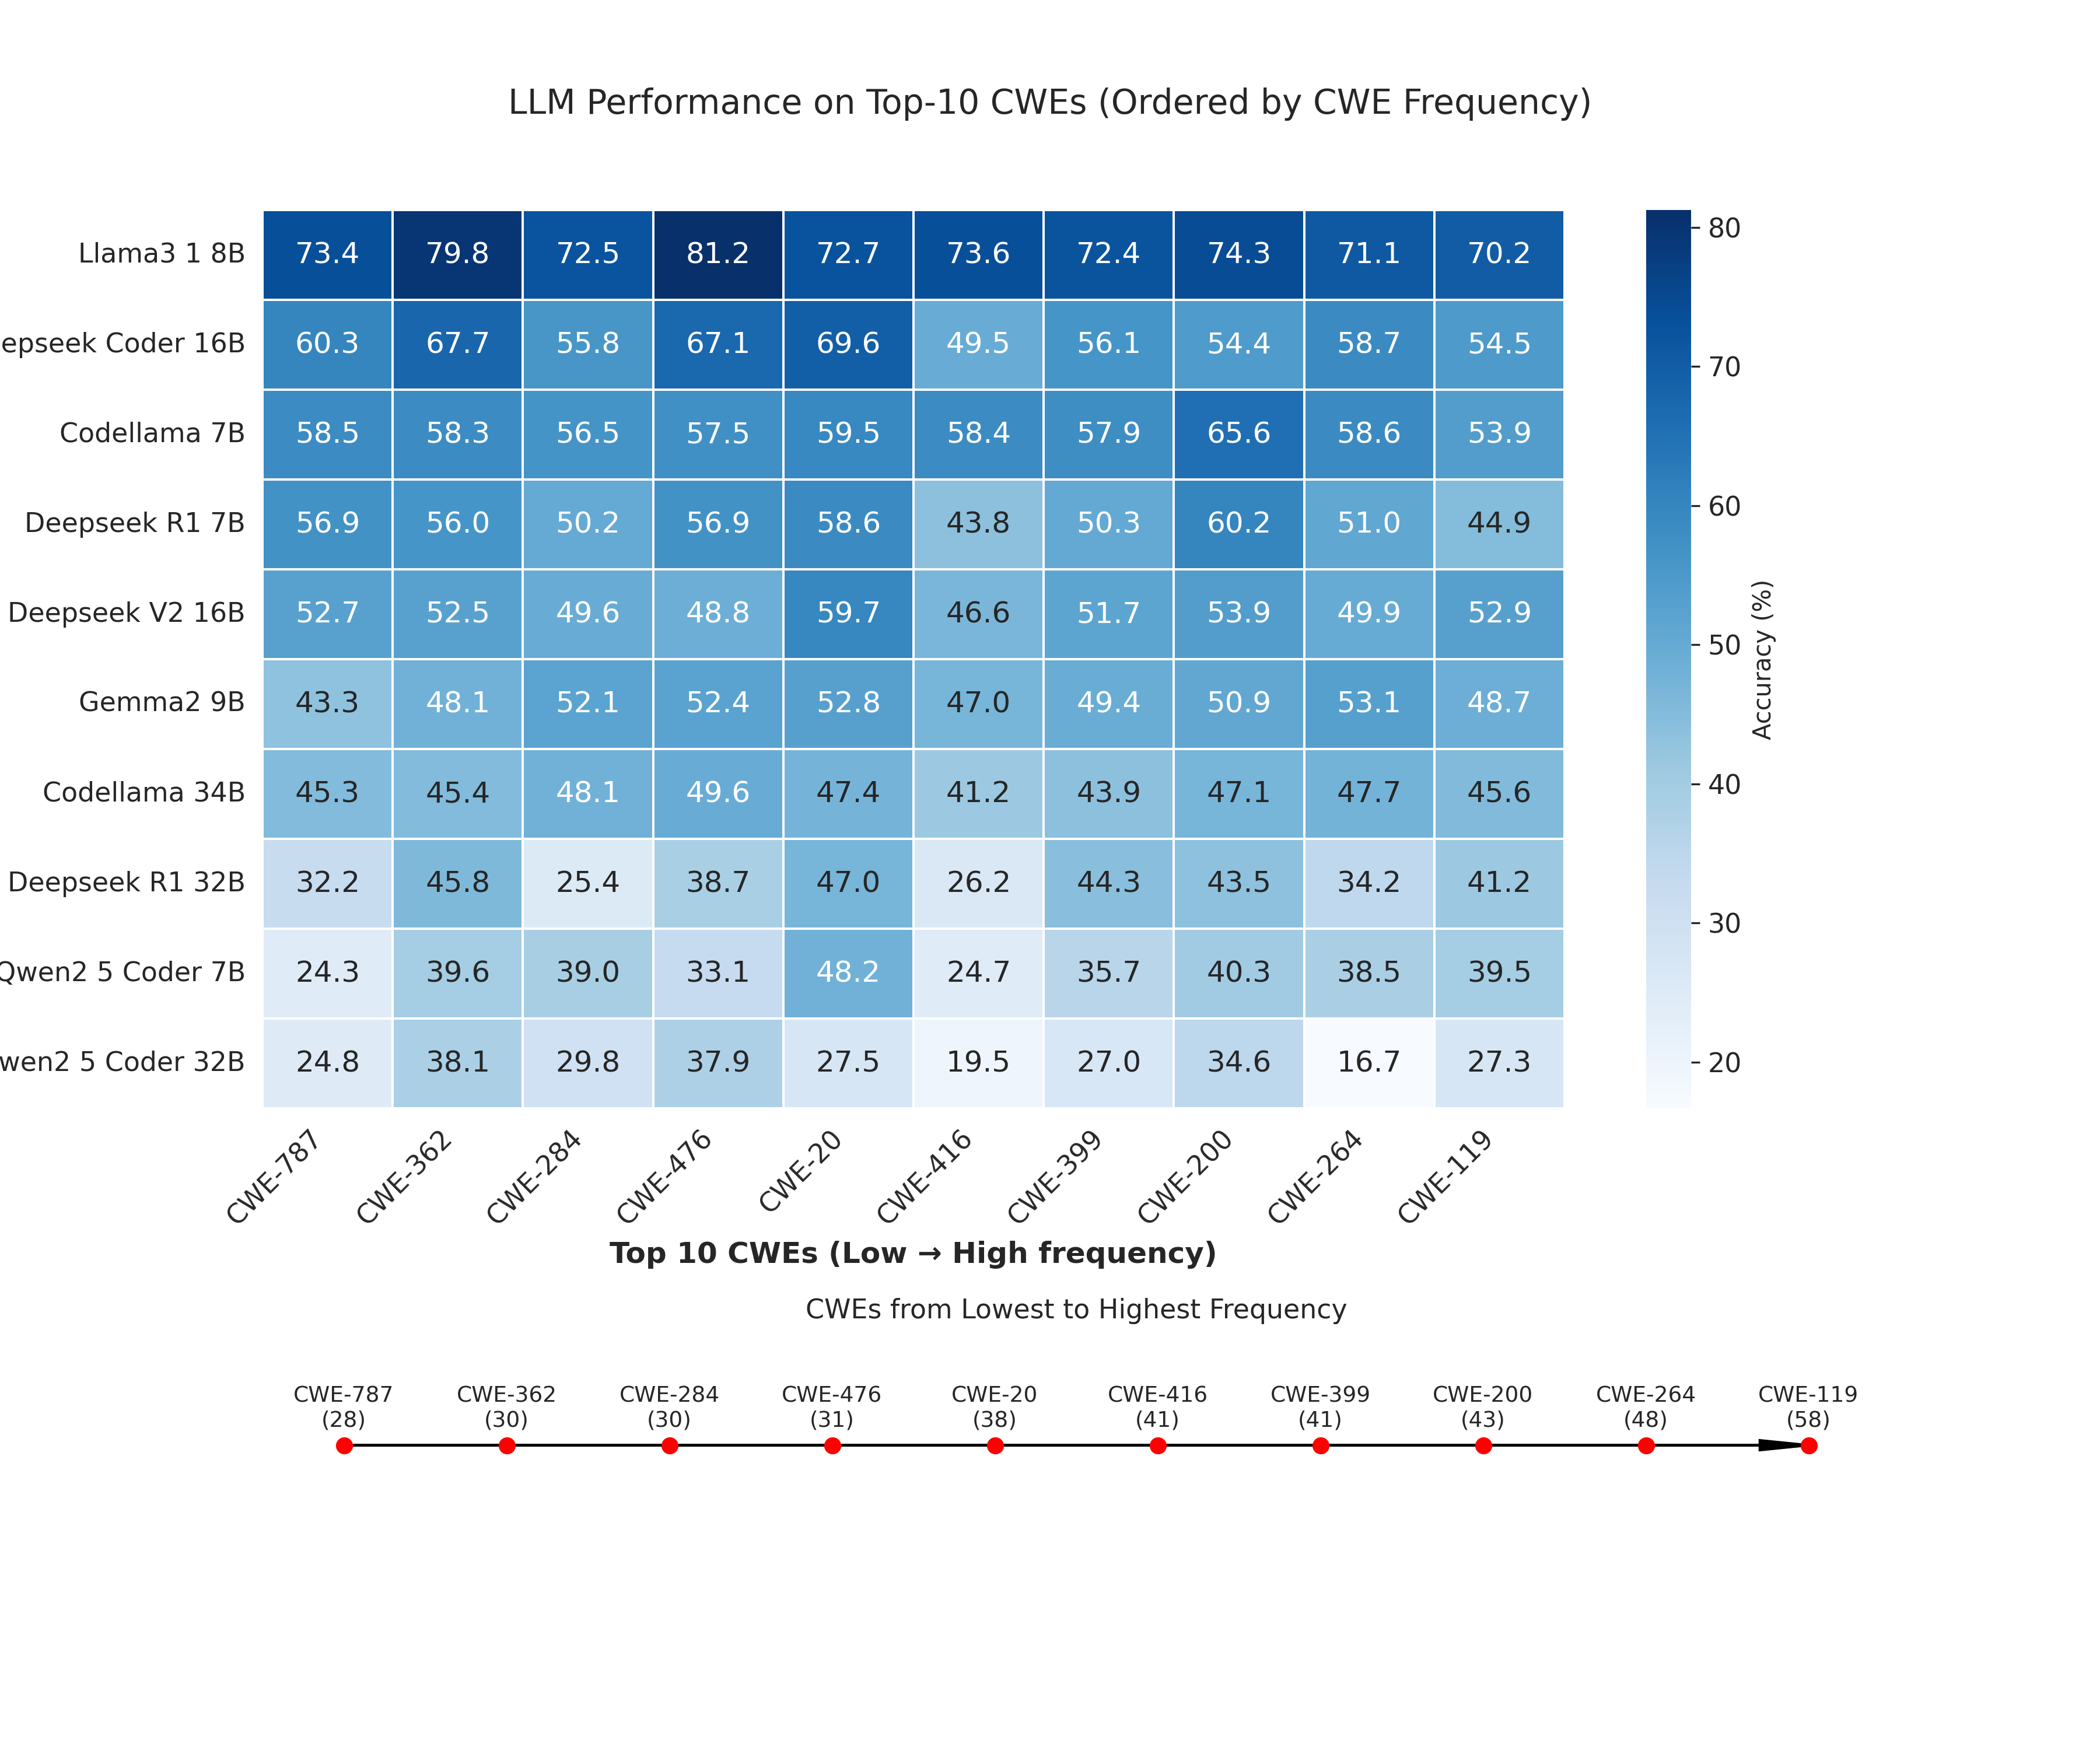 LLM Performance on Top-10 CWEs (Ordered by CWE Frequency)
Llama3 1 8B 73.4 79.8 72.5 81.2 72.7 73.6 72.4 74.3 71.1 70.2
epseek Coder 16B 60.3 67.7 55.8 67.1 69.6 49.5 56.1 54.4 58.7 54.5
Codellama 7B 58.5 58.3 56.5 57.5 59.5 58.4 57.9 65.6 58.6 53.9
Deepseek R1 7B 56.9 56.0 50.2 56.9 58.6 43.8 50.3 60.2 51.0 44.9
Deepseek V2 16B 52.7 52.5 49.6 48.8 59.7 46.6 51.7 53.9 49.9 52.9
Gemma2 9B 43.3 48.1 52.1 52.4 52.8 47.0 49.4 50.9 53.1 48.7
Codellama 34B 45.3 45.4 48.1 49.6 47.4 41.2 43.9 47.1 47.7 45.6
Deepseek R1 32B 32.2 45.8 25.4 38.7 47.0 26.2 44.3 43.5 34.2 41.2
Qwen2 5 Coder 7B 24.3 39.6 39.0 33.1 48.2 24.7 35.7 40.3 38.5 39.5
wen2 5 Coder 32B 24.8 38.1 29.8 37.9 27.5 19.5 27.0 34.6 16.7 27.3
80
70
60
50
40
30
20
Accuracy (%)
CWE-787 CWE-362 CWE-284 CWE-476 CWE-20 CWE-416 CWE-399 CWE-200 CWE-264 CWE-119
Top 10 CWEs (Low → High frequency)
CWEs from Lowest to Highest Frequency
CWE-787 CWE-362 CWE-284 CWE-476 CWE-20 CWE-416 CWE-399 CWE-200 CWE-264 CWE-119
(28) (30) (30) (31) (38) (41) (41) (43) (48) (58)